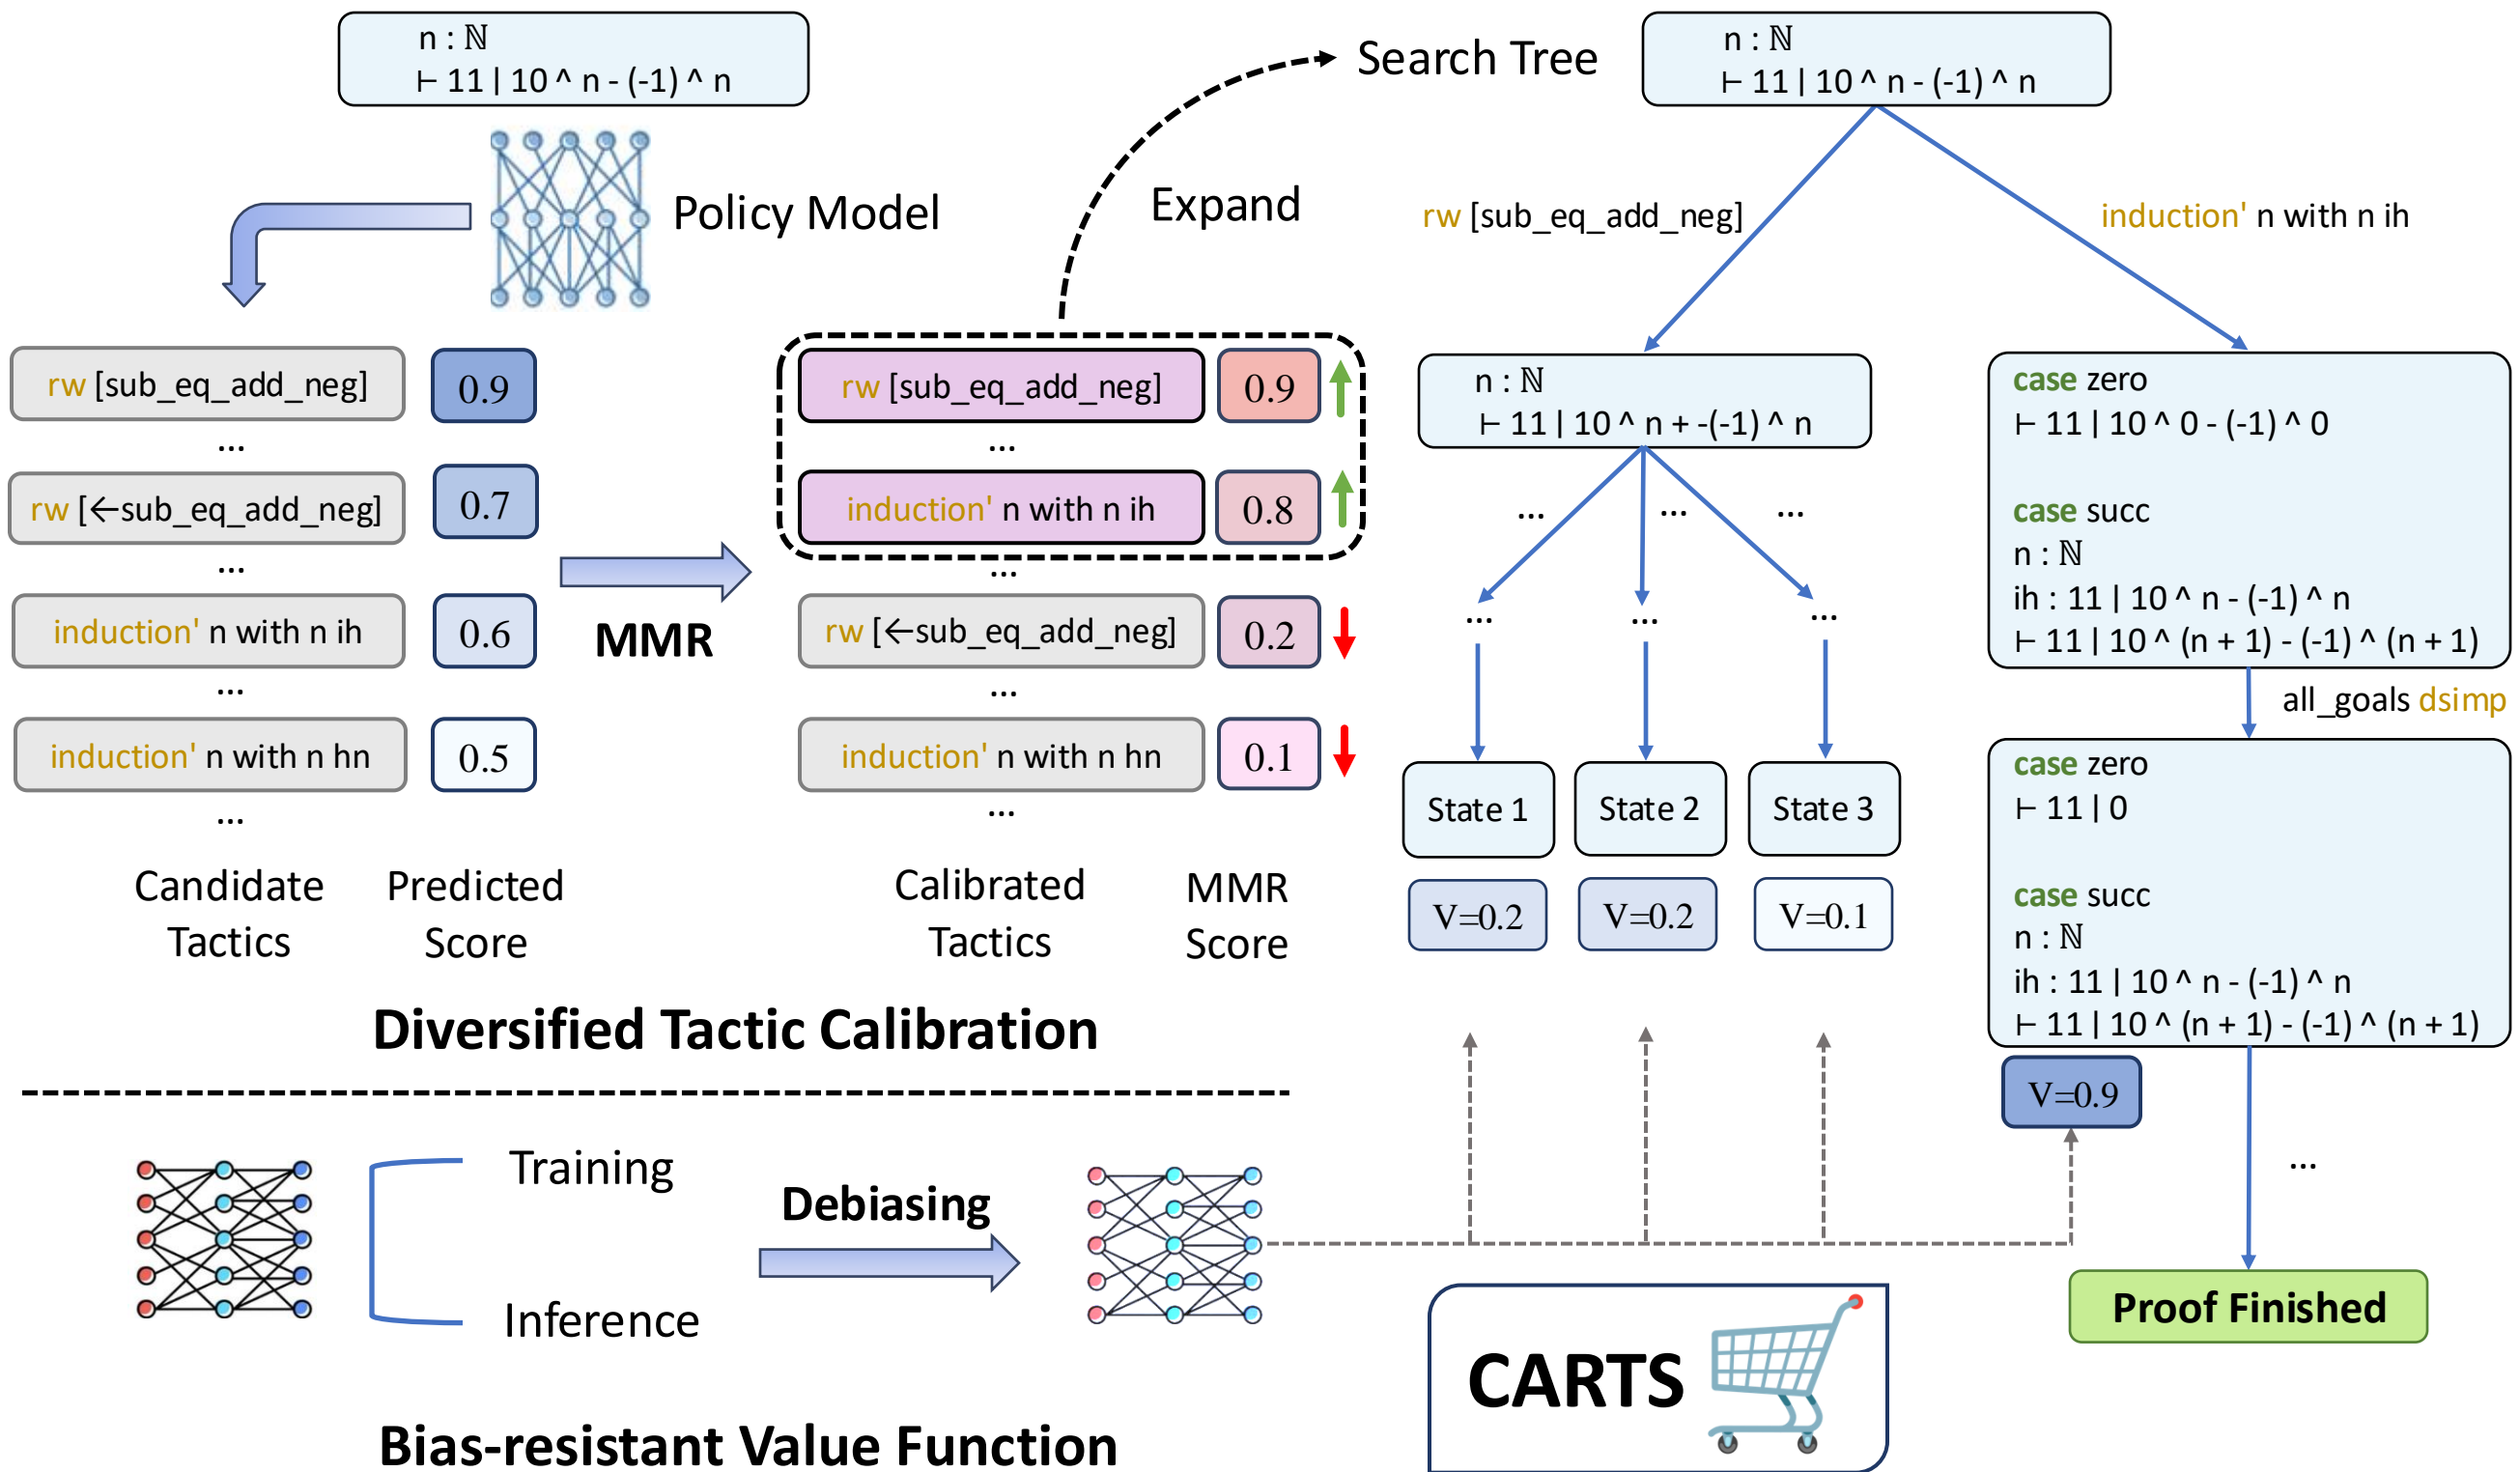 n : ℕ
⊢ 11 | 10 ^ n - (-1) ^ n
Policy Model
rw [sub_eq_add_neg]
0.9
...
rw [←sub_eq_add_neg]
0.7
...
induction' n with n ih
0.6
...
induction' n with n hn
0.5
...
Candidate
Tactics
Predicted
Score
MMR
rw [sub_eq_add_neg]
0.9
...
induction' n with n ih
0.8
...
rw [←sub_eq_add_neg]
0.2
...
induction' n with n hn
0.1
...
Calibrated
Tactics
MMR
Score
Diversified Tactic Calibration
Expand
Search Tree
n : ℕ
⊢ 11 | 10 ^ n - (-1) ^ n
rw [sub_eq_add_neg]
induction' n with n ih
n : ℕ
⊢ 11 | 10 ^ n + -(-1) ^ n
...
...
...
...
...
...
State 1
State 2
State 3
V=0.2
V=0.2
V=0.1
case zero
⊢ 11 | 10 ^ 0 - (-1) ^ 0
case succ
n : ℕ
ih : 11 | 10 ^ n - (-1) ^ n
⊢ 11 | 10 ^ (n + 1) - (-1) ^ (n + 1)
all_goals dsimp
case zero
⊢ 11 | 0
case succ
n : ℕ
ih : 11 | 10 ^ n - (-1) ^ n
⊢ 11 | 10 ^ (n + 1) - (-1) ^ (n + 1)
V=0.9
...
Proof Finished
Training
Inference
Debiasing
Bias-resistant Value Function
CARTS